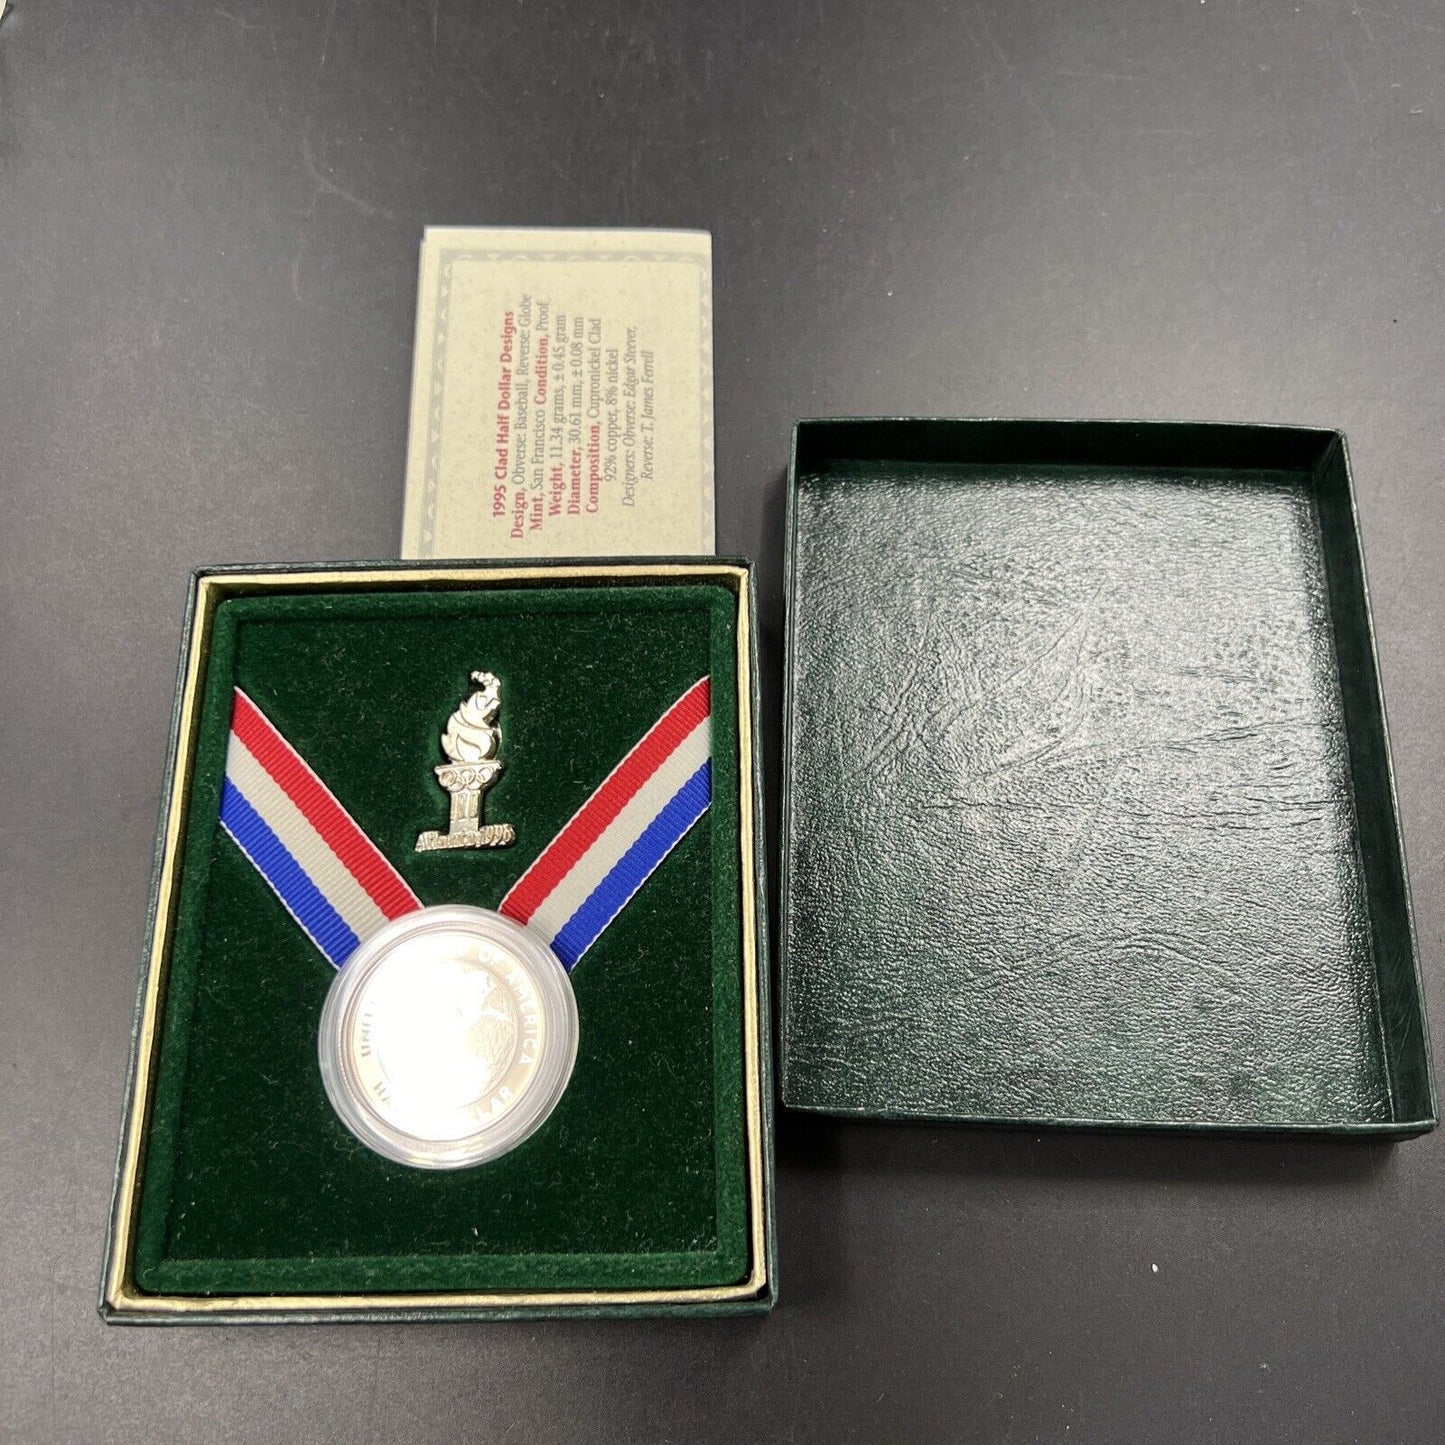 1995 Clad Half Dollar Designs
Design, Obverse: Baseball, Reverse: Globe
Mint, San Francisco Condition, Proof
Weight, 11.34 grams, ± 0.45 gram
Diameter, 30.61 mm, ± 0.08 mm
Composition, Cupronickel Clad
92% copper, 8% nickel
Designers: Obverse: Edgar Steever,
Reverse: T. James Ferrell
Atlanta 1996
OF AMERICA